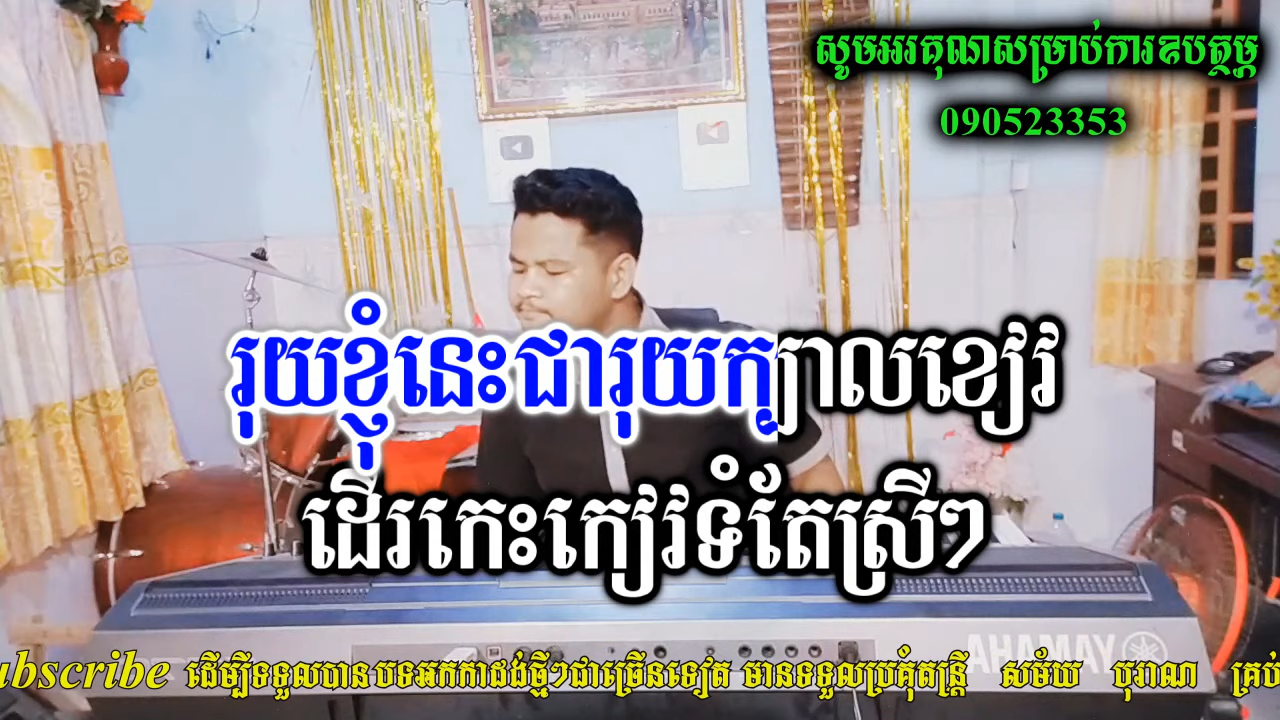 សូមអរគុណសម្រាប់ការឧបត្ថម្ភ
090523353
រុយខ្ញុំនេះជារុយក្បាលខៀវ
ដើរកេះកៀវទំតែស្រីៗ
AHAMAY
ubscribe ដើម្បីទទួលបានបទអកកាដង់ថ្មីៗជាច្រើនទៀត មានទទួលប្រគុំតន្ត្រី សម័យ បុរាណ គ្រប់